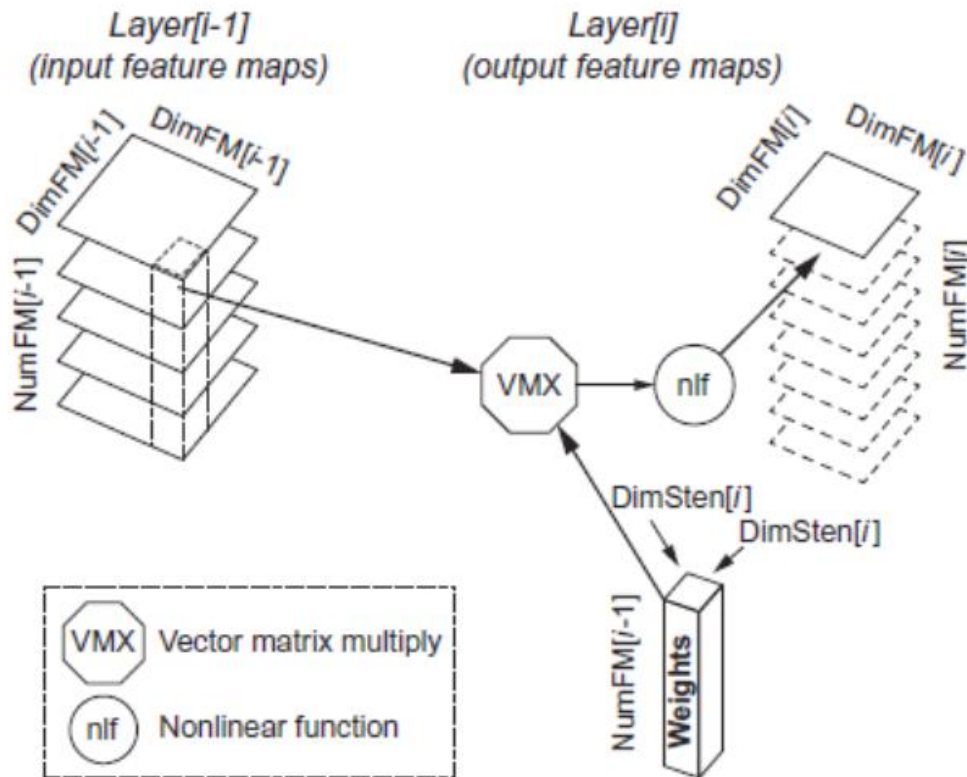 Layer[i-1]
(input feature maps)
Layer[i]
(output feature maps)
DimFM[i-1]
DimFM[i-1]
NumFM[i-1]
DimFM[i]
DimFM[i]
NumFM[i]
VMX
nlf
DimSten[i]
DimSten[i]
NumFM[i-1]
Weights
VMX Vector matrix multiply
nlf Nonlinear function